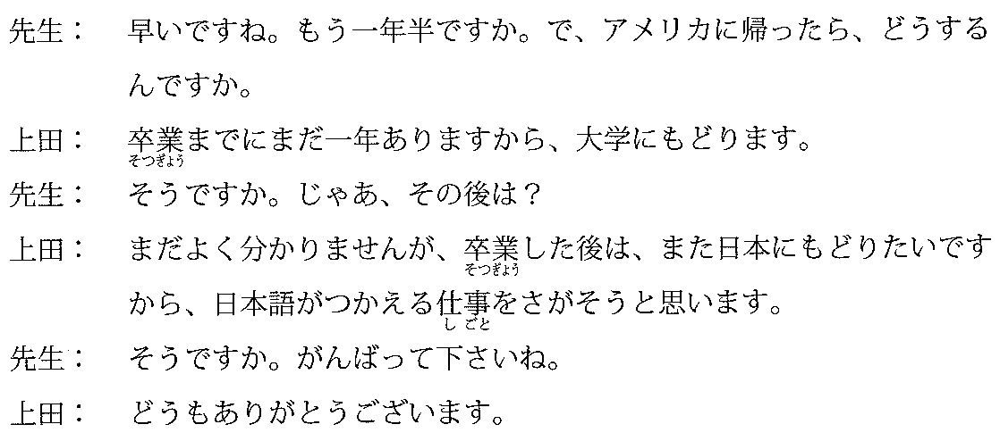 先生： 早いですね。もう一年半ですか。で、アメリカに帰ったら、どうする
んですか。
上田： 卒業までにまだ一年ありますから、大学にもどります。
そつぎょう
先生： そうですか。じゃあ、その後は？
上田： まだよく分かりませんが、卒業した後は、また日本にもどりたいです
そつぎょう
から、日本語がつかえる仕事をさがそうと思います。
し ごと
先生： そうですか。がんばって下さいね。
上田： どうもありがとうございます。